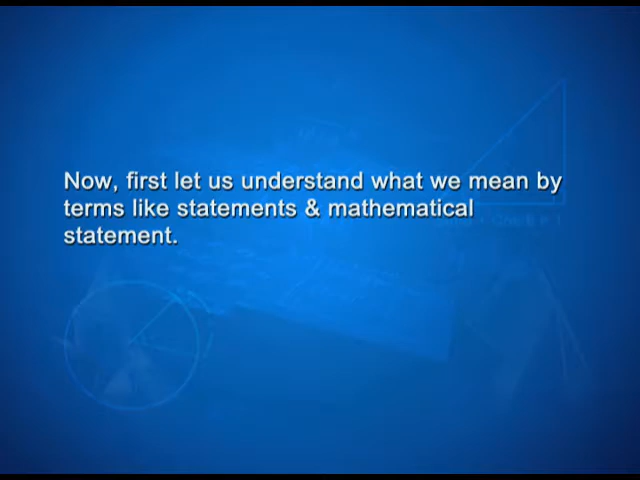 Now, first let us understand what we mean by
terms like statements & mathematical
statement.